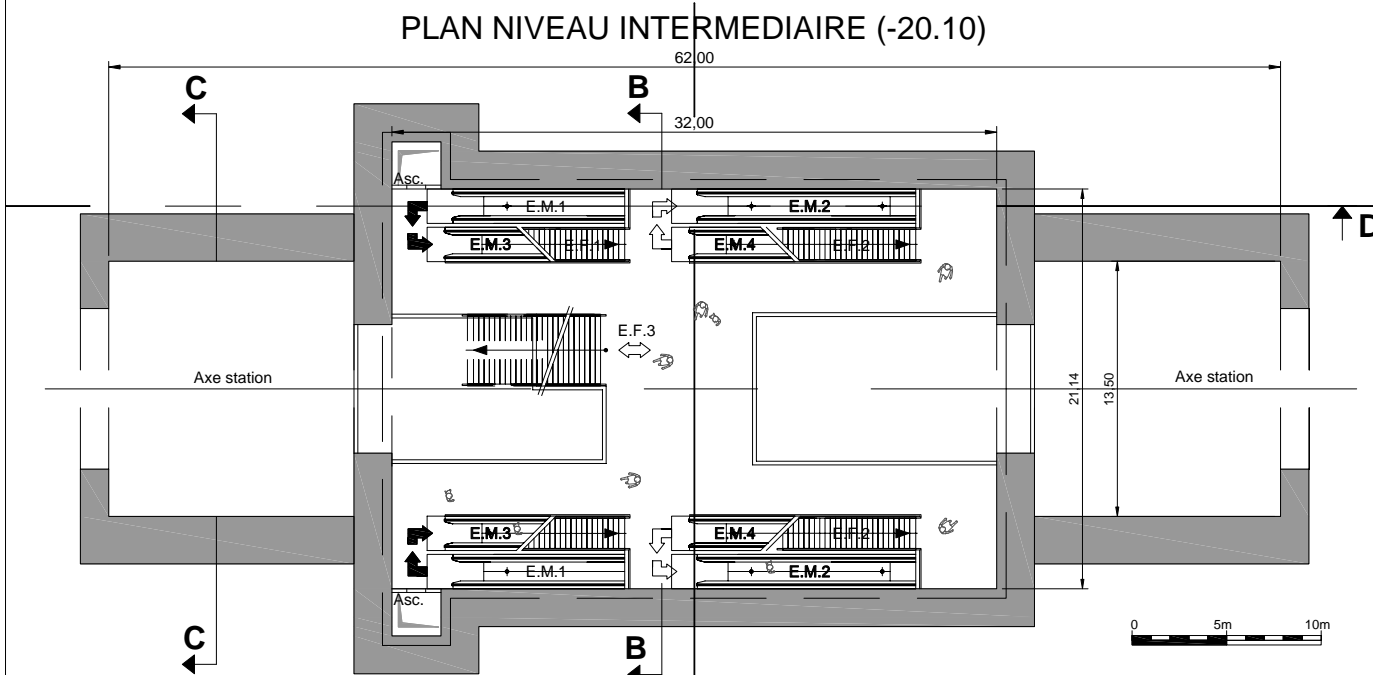 PLAN NIVEAU INTERMEDIAIRE (-20.10)
62,00
C
B
32,00
Asc.
E.M.1
E.M.2
D
E.M.3
E.F.1
E.M.4
E.F.2
E.F.3
Axe station
Axe station
21,14
13,50
E.M.3
E.M.4
E.F.2
E.M.1
E.M.2
Asc.
0 5m 10m
C
B